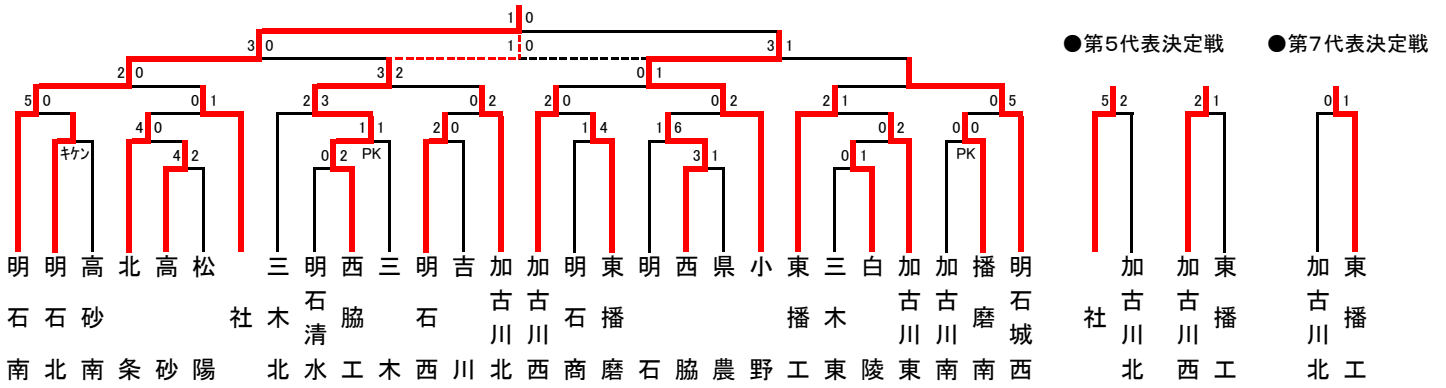 1 0
3 0 1 0 3 1
●第5代表決定戦
●第7代表決定戦
2 0 3 2 0 1
5 0 0 1 2 3 0 2 2 0 0 2 2 1 0 5 5 2 2 1 0 1
4 0 1 1 2 0 1 4 1 6 0 2 0 0
キケン 4 2 0 2 PK 3 1 0 1 PK
明石南
明石北
高砂南
北条
高砂
松陽
社
三木北
明石清水
西脇工
三木
明石西
吉川
加古川北
加古川西
明石商
東播磨
明石
西脇
県農
小野
東播工
三木東
白陵
加古川東
加古川南
播磨南
明石城西
社
加古川北
加古川西
東播工
加古川北
東播工